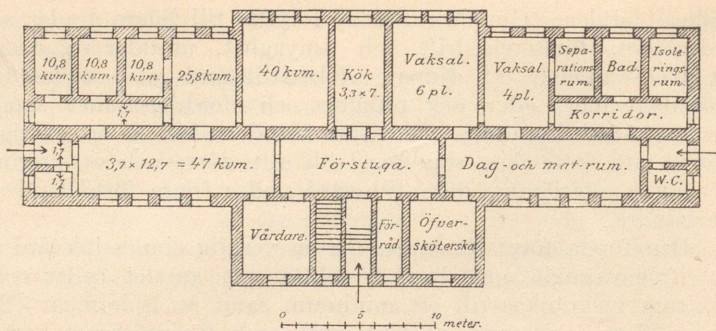 10,8 kvm.
10,8 kvm.
10,8 kvm.
25,8 kvm.
40 kvm.
Kök
3,3×7.
Vaksal.
6 pl.
Vaksal.
4 pl.
Sepa-
rations-
rum.
Bad.
Isole-
rings-
rum.
1,7
Korridor.
1,7
1,7
3,7 × 12,7 = 47 kvm.
Förstuga.
Dag- och mat-rum.
W.C.
Vårdare.
För-
råd
Öfver-
sköterska
0 5 10 meter.